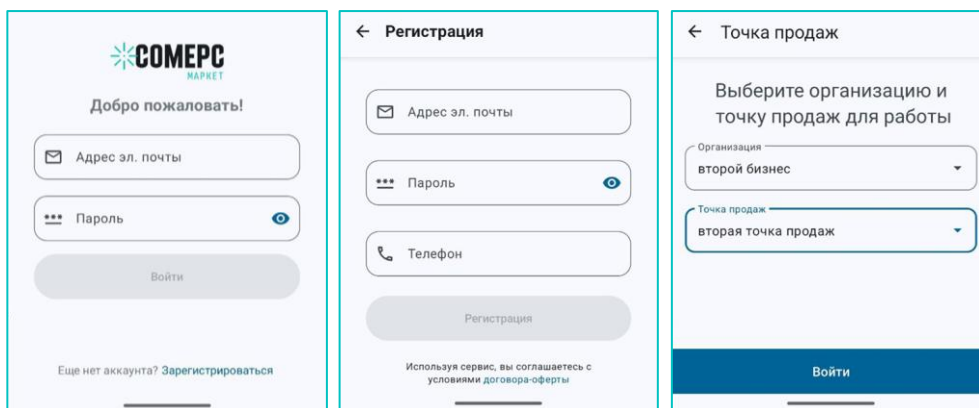 СОМЕРС
МАРКЕТ
Добро пожаловать!
Адрес эл. почты
Пароль
Войти
Еще нет аккаунта? Зарегистрироваться
Регистрация
Адрес эл. почты
Пароль
Телефон
Регистрация
Используя сервис, вы соглашаетесь с
условиями договора-оферты
Точка продаж
Выберите организацию и
точку продаж для работы
Организация
второй бизнес
Точка продаж
вторая точка продаж
Войти